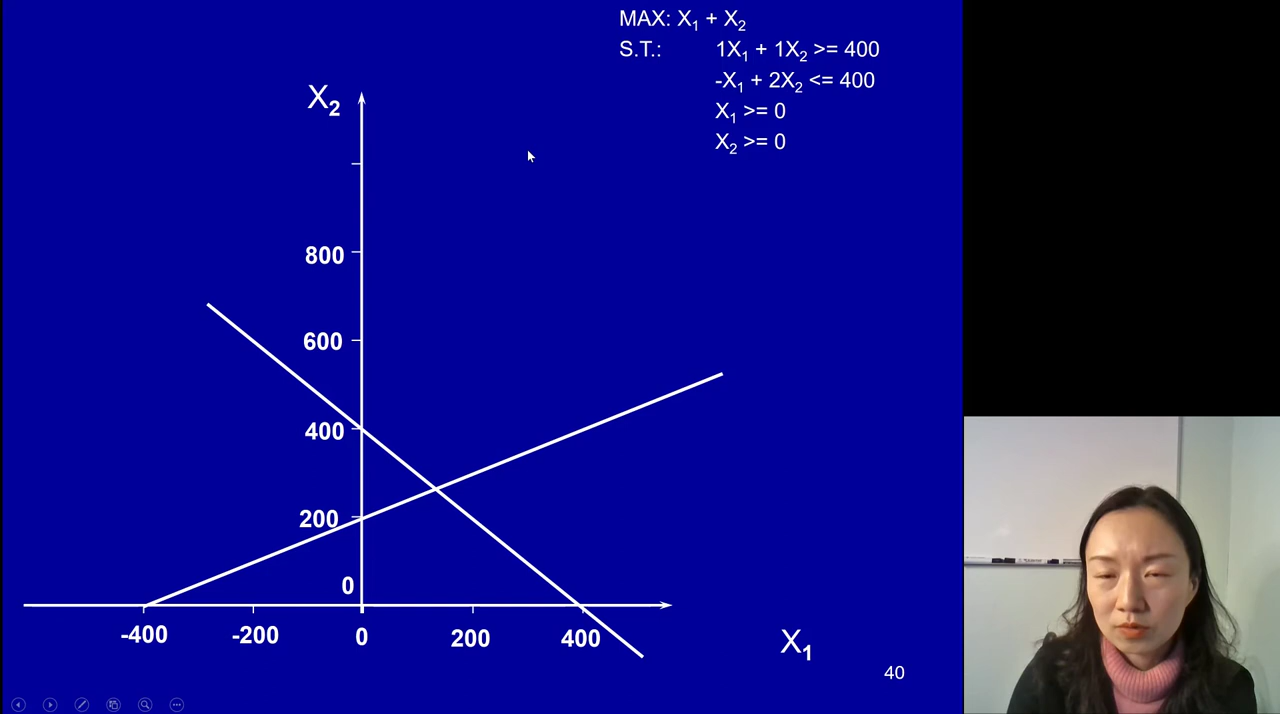 MAX: X₁ + X₂
S.T.: 1X₁ + 1X₂ >= 400
-X₁ + 2X₂ <= 400
X₁ >= 0
X₂ >= 0
X₂
800
600
400
200
0
-400 -200 0 200 400
X₁
40